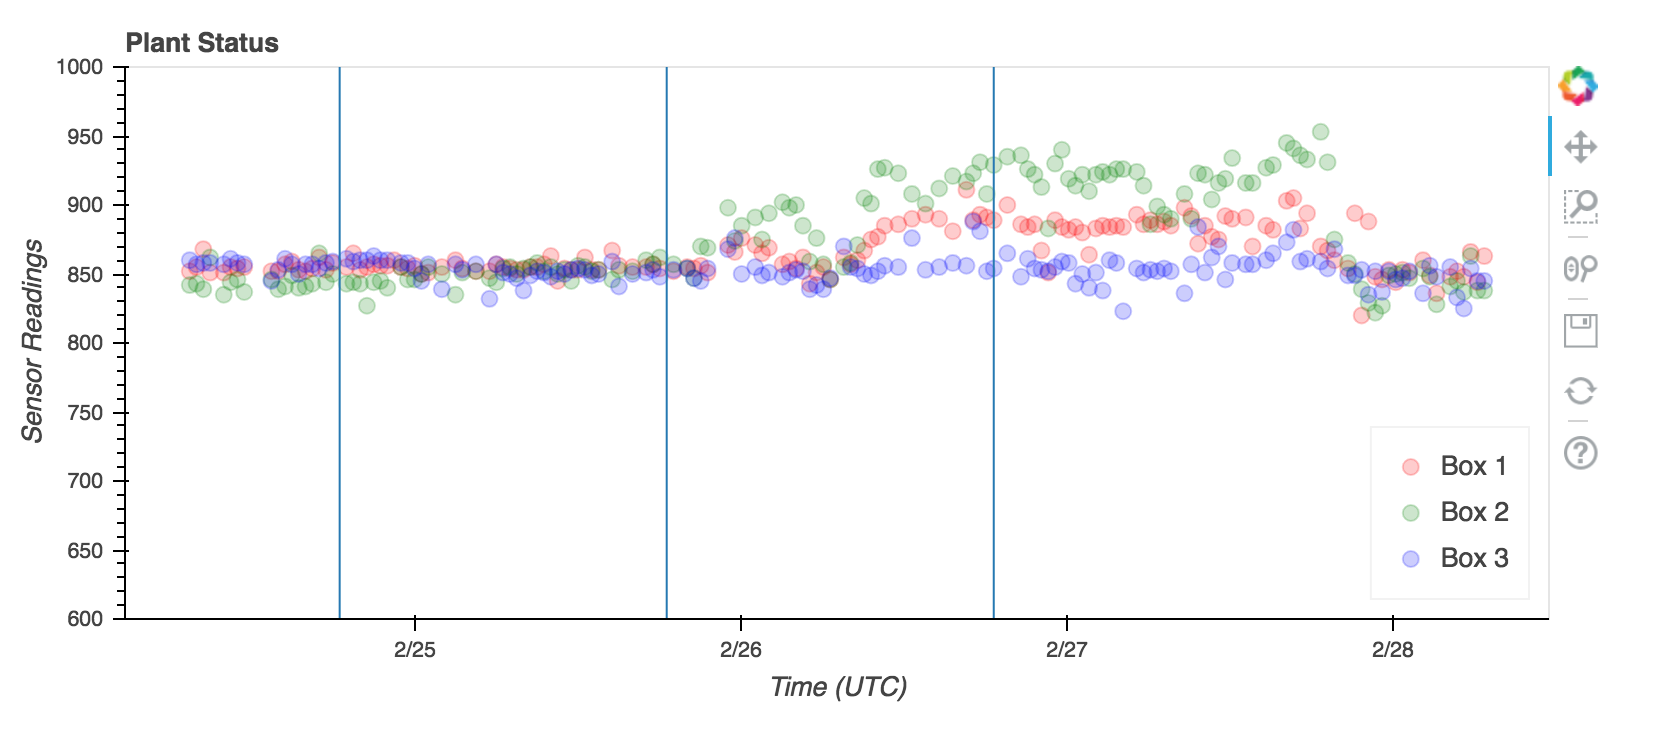 Plant Status
1000
950
900
850
800
750
700
650
600
Sensor Readings
2/25
2/26
2/27
2/28
Time (UTC)
Box 1
Box 2
Box 3
?